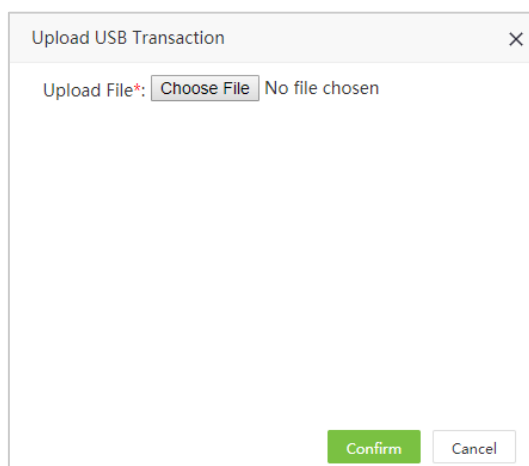 Upload USB Transaction
Upload File*: Choose File No file chosen
Confirm Cancel